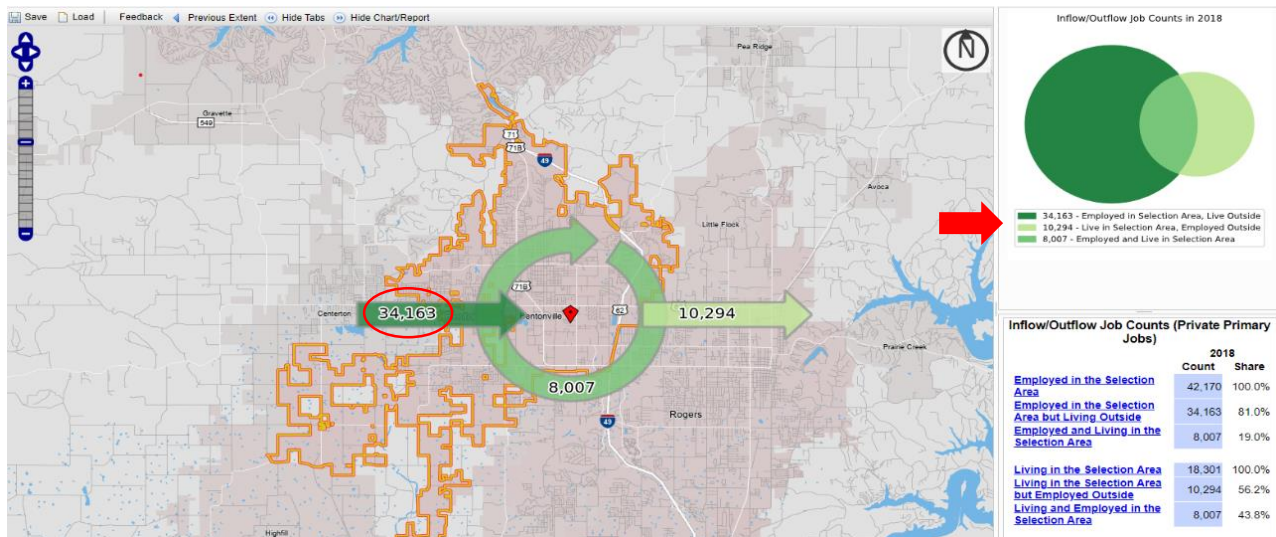 Save Load Feedback Previous Extent Hide Tabs Hide Chart/Report
Pea Ridge
N
Gravette
549
71
71B
49
Avoca
Little Flock
71B
Centerton
34,163
Bentonville
62
10,294
Prairie Creek
8,007
Rogers
49
Highfill
Inflow/Outflow Job Counts in 2018
34,163 - Employed in Selection Area, Live Outside
10,294 - Live in Selection Area, Employed Outside
8,007 - Employed and Live in Selection Area
Inflow/Outflow Job Counts (Private Primary
Jobs)
2018
Count Share
Employed in the Selection
Area 42,170 100.0%
Employed in the Selection
Area but Living Outside 34,163 81.0%
Employed and Living in the
Selection Area 8,007 19.0%
Living in the Selection Area 18,301 100.0%
Living in the Selection Area
but Employed Outside 10,294 56.2%
Living and Employed in the
Selection Area 8,007 43.8%